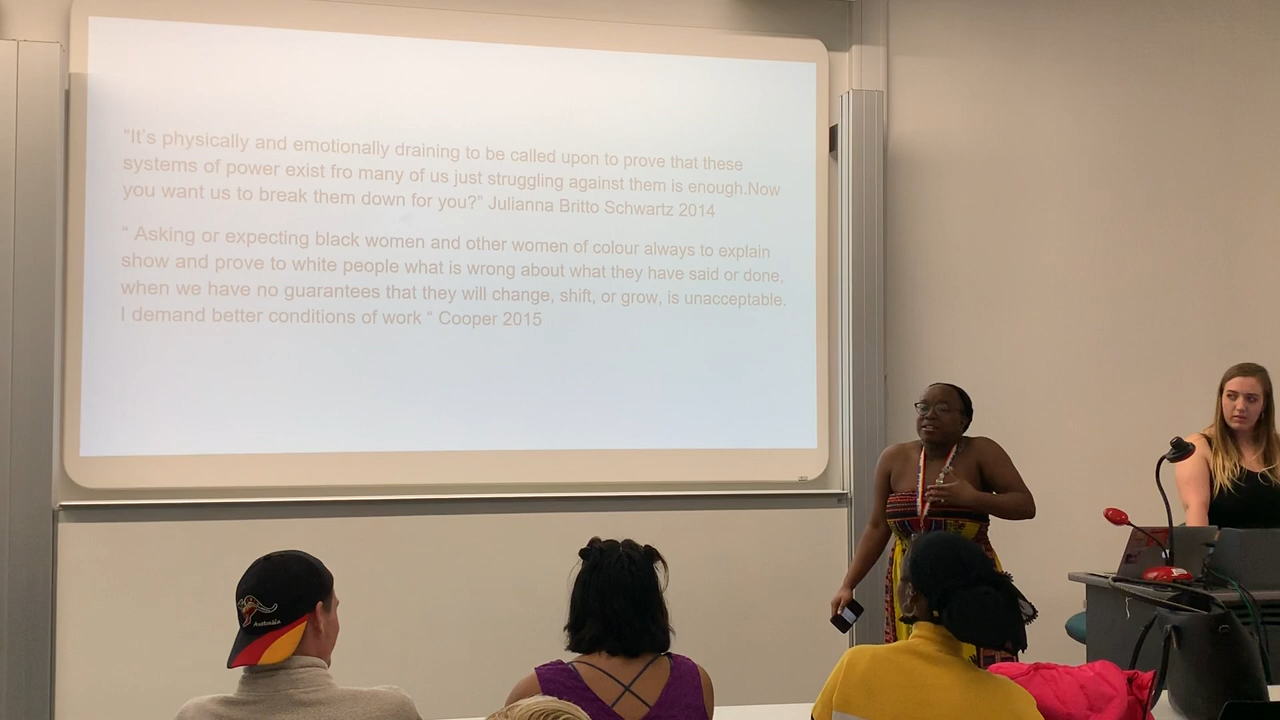 "It's physically and emotionally draining to be called upon to prove that these
systems of power exist fro many of us just struggling against them is enough.Now
you want us to break them down for you?" Julianna Britto Schwartz 2014
" Asking or expecting black women and other women of colour always to explain
show and prove to white people what is wrong about what they have said or done,
when we have no guarantees that they will change, shift, or grow, is unacceptable.
I demand better conditions of work " Cooper 2015
Australia